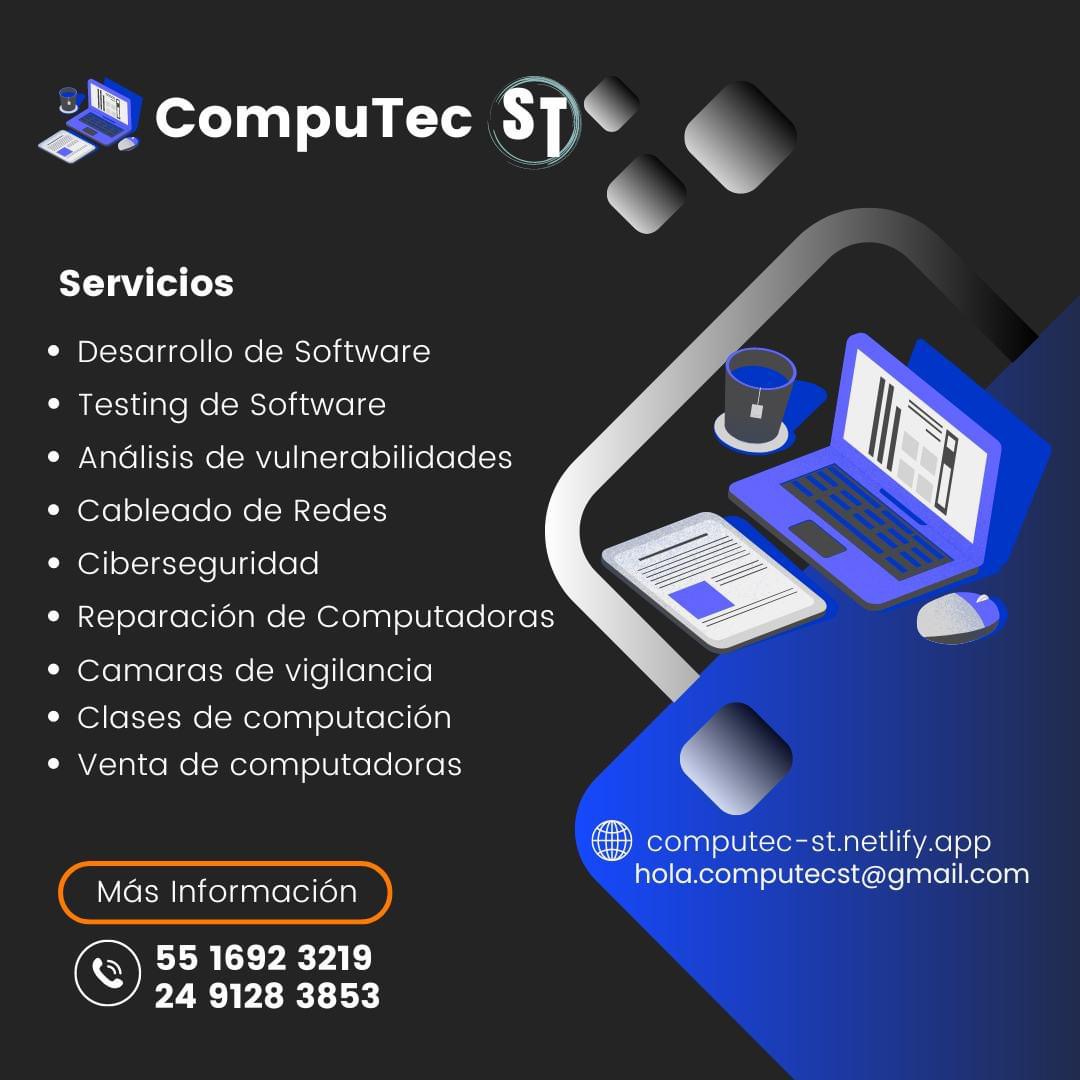 CompuTec ST
Servicios
• Desarrollo de Software
• Testing de Software
• Análisis de vulnerabilidades
• Cableado de Redes
• Ciberseguridad
• Reparación de Computadoras
• Camaras de vigilancia
• Clases de computación
• Venta de computadoras
computec-st.netlify.app
hola.computecst@gmail.com
Más Información
55 1692 3219
24 9128 3853